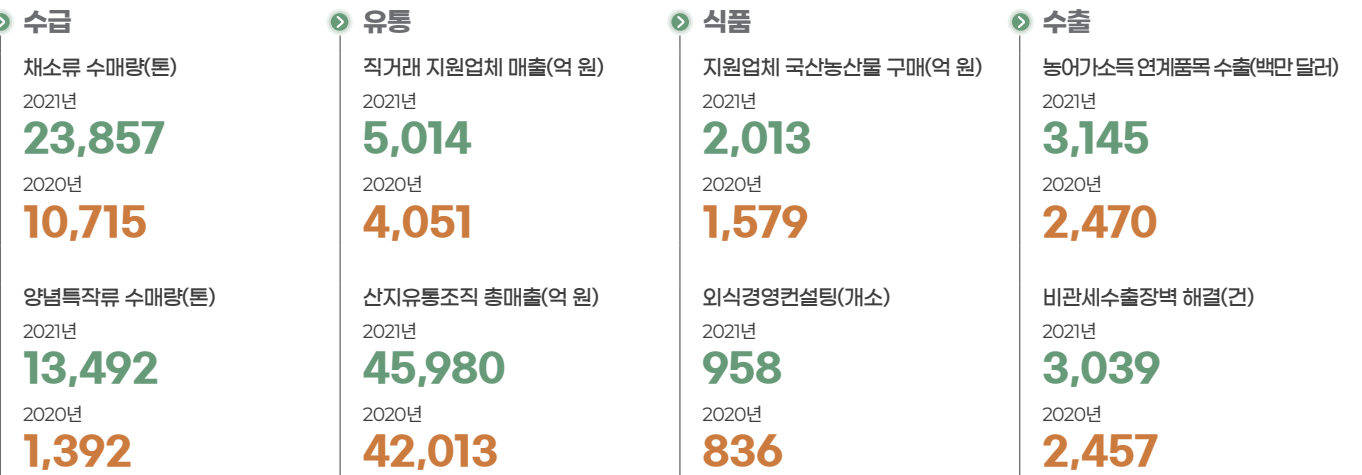 수급
채소류 수매량(톤)
2021년
23,857
2020년
10,715
양념특작류 수매량(톤)
2021년
13,492
2020년
1,392
유통
직거래 지원업체 매출(억 원)
2021년
5,014
2020년
4,051
산지유통조직 총매출(억 원)
2021년
45,980
2020년
42,013
식품
지원업체 국산농산물 구매(억 원)
2021년
2,013
2020년
1,579
외식경영컨설팅(개소)
2021년
958
2020년
836
수출
농어가소득 연계품목 수출(백만 달러)
2021년
3,145
2020년
2,470
비관세수출장벽 해결(건)
2021년
3,039
2020년
2,457